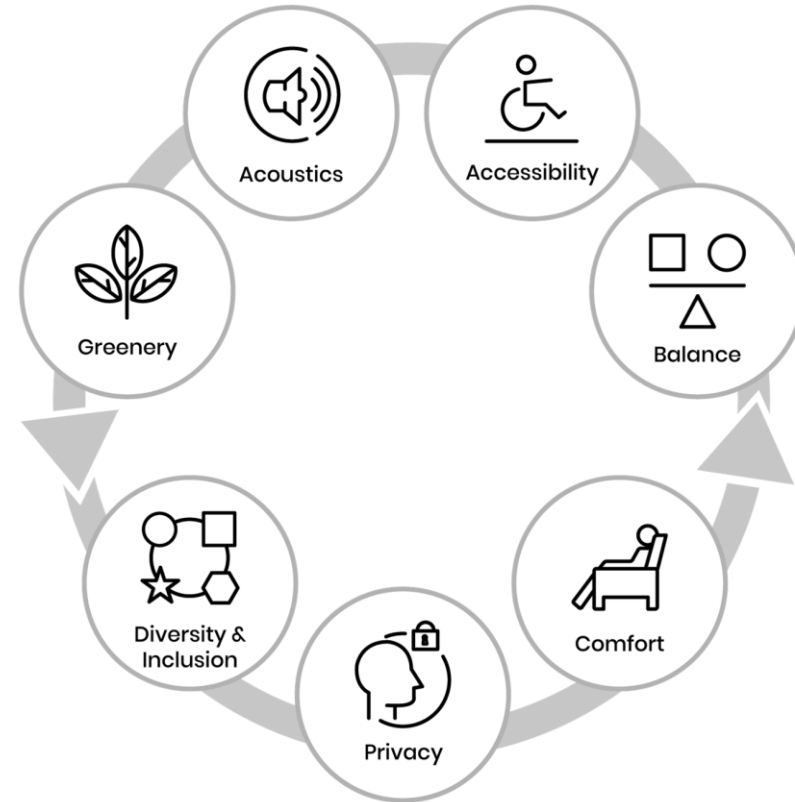 Acoustics
Accessibility
Greenery
Balance
Diversity &
Inclusion
Comfort
Privacy